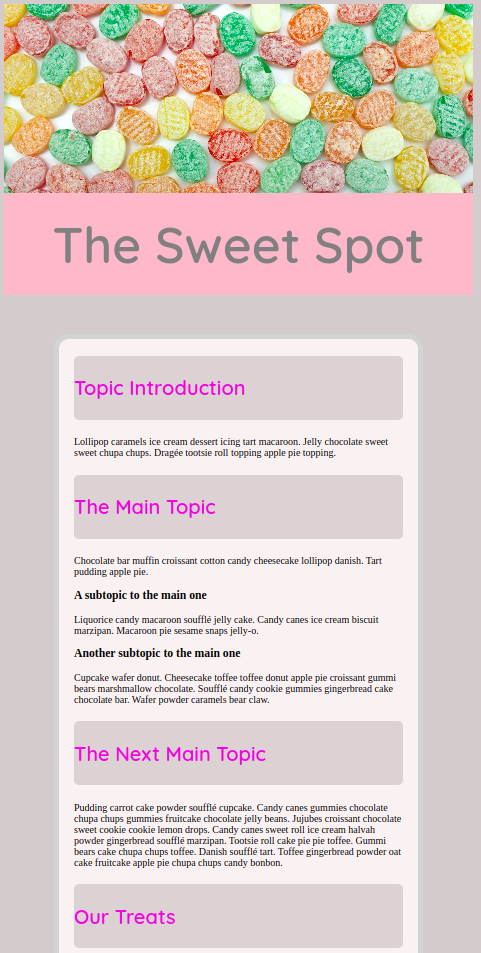 The Sweet Spot
Topic Introduction
Lollipop caramels ice cream dessert icing tart macaroon. Jelly chocolate sweet
sweet chupa chups. Dragée tootsie roll topping apple pie topping.
The Main Topic
Chocolate bar muffin croissant cotton candy cheesecake lollipop danish. Tart
pudding apple pie.
A subtopic to the main one
Liquorice candy macaroon soufflé jelly cake. Candy canes ice cream biscuit
marzipan. Macaroon pie sesame snaps jelly-o.
Another subtopic to the main one
Cupcake wafer donut. Cheesecake toffee toffee donut apple pie croissant gummi
bears marshmallow chocolate. Soufflé candy cookie gummies gingerbread cake
chocolate bar. Wafer powder caramels bear claw.
The Next Main Topic
Pudding carrot cake powder soufflé cupcake. Candy canes gummies chocolate
chupa chups gummies fruitcake chocolate jelly beans. Jujubes croissant chocolate
sweet cookie cookie lemon drops. Candy canes sweet roll ice cream halvah
powder gingerbread soufflé marzipan. Tootsie roll cake pie pie toffee. Gummi
bears cake chupa chups toffee. Danish soufflé tart. Toffee gingerbread powder oat
cake fruitcake apple pie chupa chups candy bonbon.
Our Treats